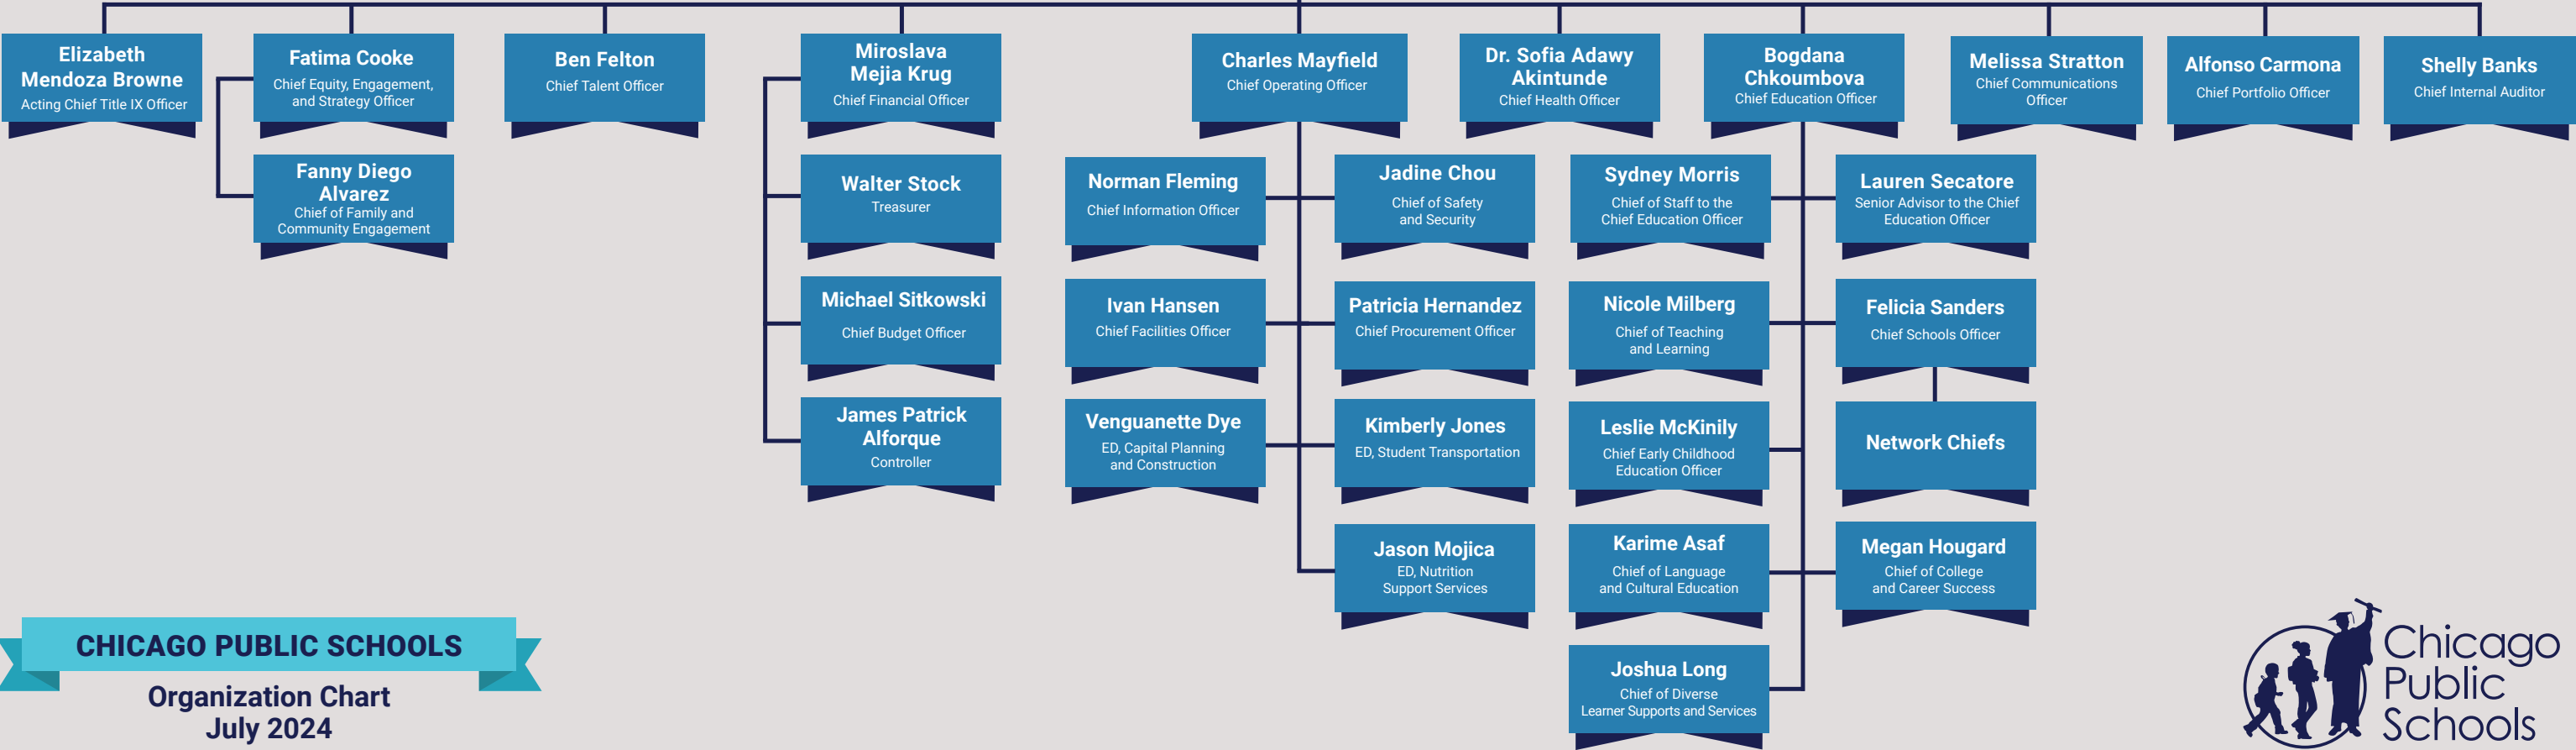 Elizabeth
Mendoza Browne
Acting Chief Title IX Officer
Fatima Cooke
Chief Equity, Engagement,
and Strategy Officer
Ben Felton
Chief Talent Officer
Miroslava
Mejia Krug
Chief Financial Officer
Charles Mayfield
Chief Operating Officer
Dr. Sofia Adawy
Akintunde
Chief Health Officer
Bogdana
Chkoumbova
Chief Education Officer
Melissa Stratton
Chief Communications
Officer
Alfonso Carmona
Chief Portfolio Officer
Shelly Banks
Chief Internal Auditor
Fanny Diego
Alvarez
Chief of Family and
Community Engagement
Walter Stock
Treasurer
Norman Fleming
Chief Information Officer
Jadine Chou
Chief of Safety
and Security
Sydney Morris
Chief of Staff to the
Chief Education Officer
Lauren Secatore
Senior Advisor to the Chief
Education Officer
Michael Sitkowski
Chief Budget Officer
Ivan Hansen
Chief Facilities Officer
Patricia Hernandez
Chief Procurement Officer
Nicole Milberg
Chief of Teaching
and Learning
Felicia Sanders
Chief Schools Officer
James Patrick
Alforque
Controller
Venguanette Dye
ED, Capital Planning
and Construction
Kimberly Jones
ED, Student Transportation
Leslie McKinily
Chief Early Childhood
Education Officer
Network Chiefs
Jason Mojica
ED, Nutrition
Support Services
Karime Asaf
Chief of Language
and Cultural Education
Megan Hougard
Chief of College
and Career Success
Joshua Long
Chief of Diverse
Learner Supports and Services
CHICAGO PUBLIC SCHOOLS
Organization Chart
July 2024
Chicago
Public
Schools